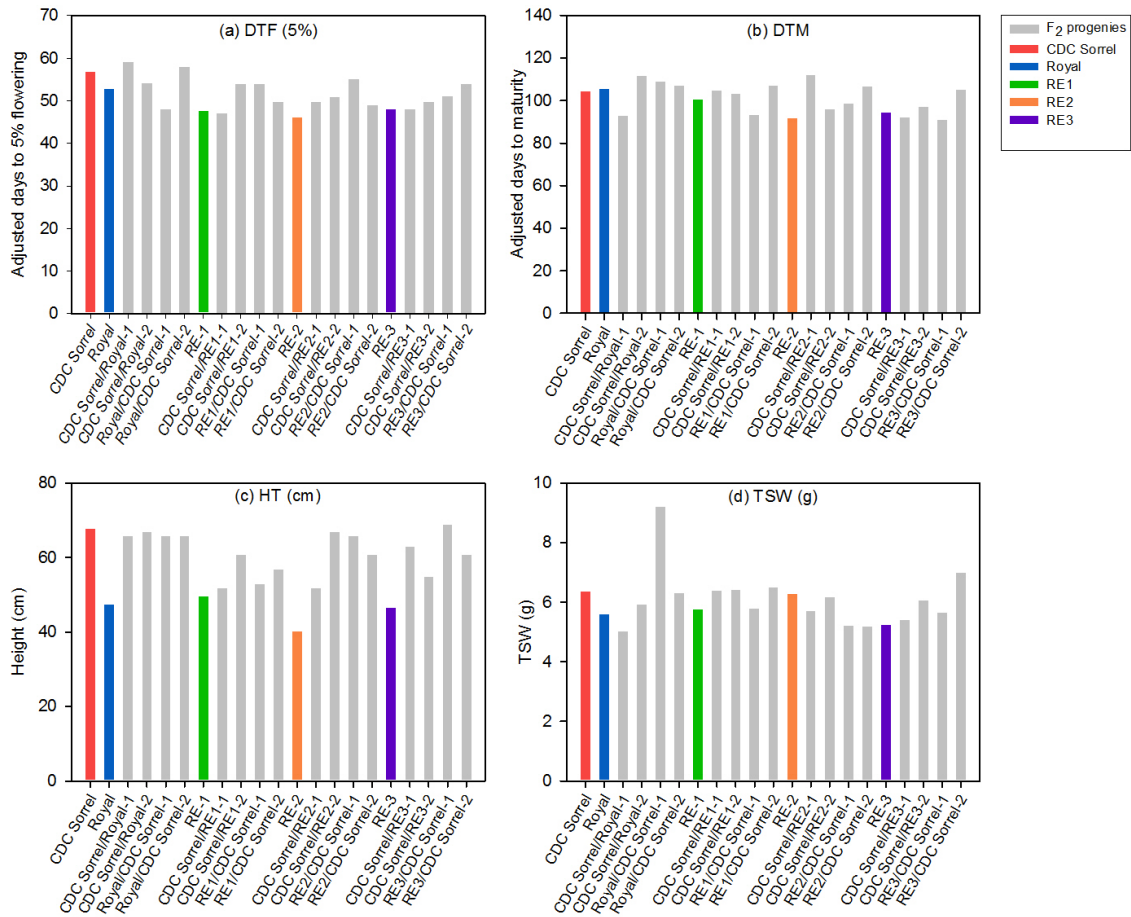 (a) DTF (5%)
Adjusted days to 5% flowering
70
60
50
40
30
20
10
0
CDC Sorrel
Royal
CDC Sorrel/Royal-1
CDC Sorrel/Royal-2
Royal/CDC Sorrel-1
Royal/CDC Sorrel-2
RE-1
CDC Sorrel/RE1-1
CDC Sorrel/RE1-2
RE1/CDC Sorrel-1
RE1/CDC Sorrel-2
RE-2
CDC Sorrel/RE2-1
CDC Sorrel/RE2-2
RE2/CDC Sorrel-1
RE2/CDC Sorrel-2
RE-3
CDC Sorrel/RE3-1
CDC Sorrel/RE3-2
RE3/CDC Sorrel-1
RE3/CDC Sorrel-2
(b) DTM
Adjusted days to maturity
140
120
100
80
60
40
20
0
CDC Sorrel
Royal
CDC Sorrel/Royal-1
CDC Sorrel/Royal-2
Royal/CDC Sorrel-1
Royal/CDC Sorrel-2
RE-1
CDC Sorrel/RE1-1
CDC Sorrel/RE1-2
RE1/CDC Sorrel-1
RE1/CDC Sorrel-2
RE-2
CDC Sorrel/RE2-1
CDC Sorrel/RE2-2
RE2/CDC Sorrel-1
RE2/CDC Sorrel-2
RE-3
CDC Sorrel/RE3-1
CDC Sorrel/RE3-2
RE3/CDC Sorrel-1
RE3/CDC Sorrel-2
F2 progenies
CDC Sorrel
Royal
RE1
RE2
RE3
(c) HT (cm)
Height (cm)
80
60
40
20
0
CDC Sorrel
Royal
CDC Sorrel/Royal-1
CDC Sorrel/Royal-2
Royal/CDC Sorrel-1
Royal/CDC Sorrel-2
RE-1
CDC Sorrel/RE1-1
CDC Sorrel/RE1-2
RE1/CDC Sorrel-1
RE1/CDC Sorrel-2
RE-2
CDC Sorrel/RE2-1
CDC Sorrel/RE2-2
RE2/CDC Sorrel-1
RE2/CDC Sorrel-2
RE-3
CDC Sorrel/RE3-1
CDC Sorrel/RE3-2
RE3/CDC Sorrel-1
RE3/CDC Sorrel-2
(d) TSW (g)
TSW (g)
10
8
6
4
2
0
CDC Sorrel
Royal
CDC Sorrel/Royal-1
CDC Sorrel/Royal-2
Royal/CDC Sorrel-1
Royal/CDC Sorrel-2
RE-1
CDC Sorrel/RE1-1
CDC Sorrel/RE1-2
RE1/CDC Sorrel-1
RE1/CDC Sorrel-2
RE-2
CDC Sorrel/RE2-1
CDC Sorrel/RE2-2
RE2/CDC Sorrel-1
RE2/CDC Sorrel-2
RE-3
CDC Sorrel/RE3-1
CDC Sorrel/RE3-2
RE3/CDC Sorrel-1
RE3/CDC Sorrel-2